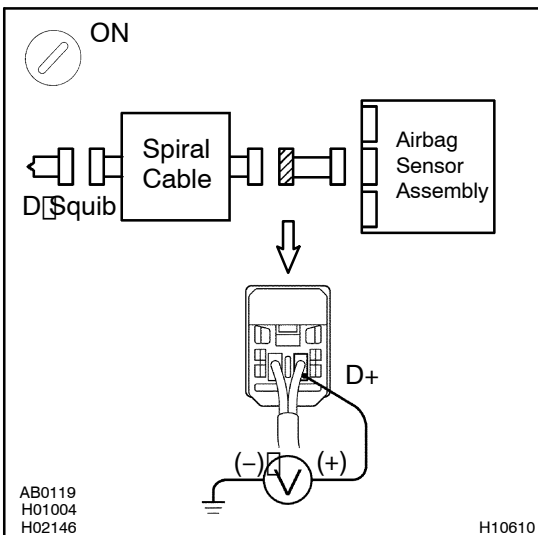 ON
Spiral
Cable
Airbag
Sensor
Assembly
D Squib
D+
(−)
V
(+)
AB0119
H01004
H02146
H10610